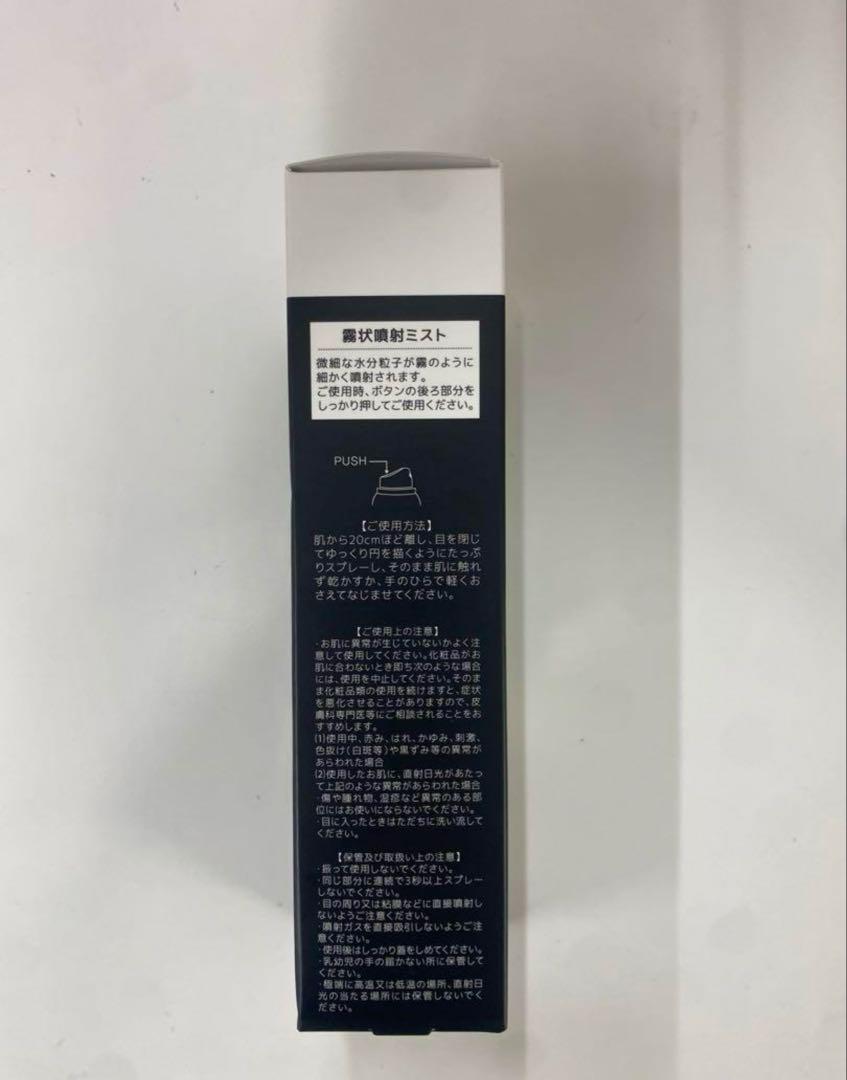 霧状噴射ミスト
微細な水分粒子が霧のように
細かく噴射されます。
ご使用時、ボタンの後ろ部分を
しっかり押してご使用ください。
PUSH
【ご使用方法】
肌から20cmほど離し、目を閉じ
てゆっくり円を描くようにたっぷ
りスプレーし、そのまま肌に触れ
ず乾かすか、手のひらで軽くお
さえてなじませてください。
【ご使用上の注意】
・お肌に異常が生じていないかよく注
意して使用してください。化粧品がお
肌に合わないとき即ち次のような場合
には、使用を中止してください。そのま
ま化粧品類の使用を続けますと、症状
を悪化させることがありますので、皮
膚科専門医等にご相談されることをお
すすめします。
(1)使用中、赤み、はれ、かゆみ、刺激、
色抜け(白斑等)や黒ずみ等の異常が
あらわれた場合
(2)使用したお肌に、直射日光があたっ
て上記のような異常があらわれた場合
・傷や腫れ物、湿疹など異常のある部
位にはお使いにならないでください。
・目に入ったときはただちに洗い流して
ください。
【保管及び取扱い上の注意】
・振って使用しないでください。
・同じ部分に連続で3秒以上スプレー
しないでください。
・目の周り又は粘膜などに直接噴射し
ないようご注意ください。
・噴射ガスを直接吸引しないようご注
意ください。
・使用後はしっかり蓋をしめてください。
・乳幼児の手の届かない所に保管して
ください。
・極端に高温又は低温の場所、直射日
光の当たる場所には保管しないでく
ださい。